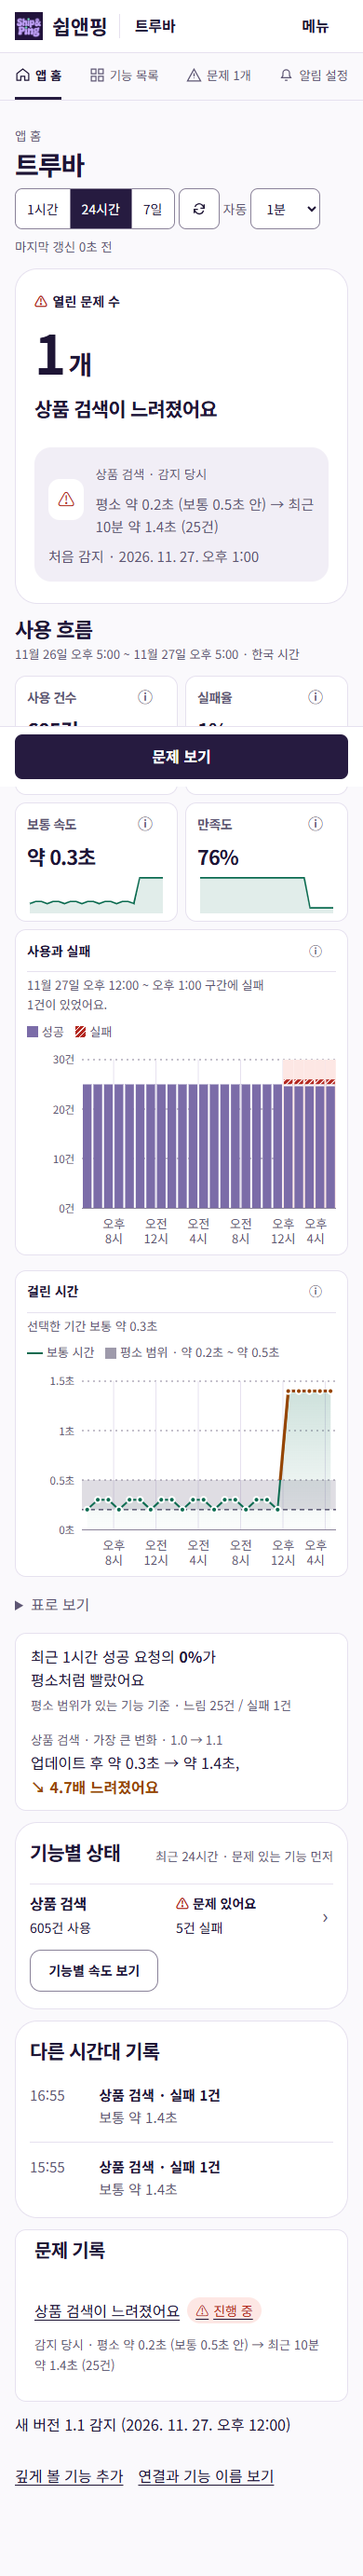 Ship&Ping
쉽앤핑
트루바
메뉴
앱 홈
기능 목록
문제 1개
알림 설정
앱 홈
트루바
1시간
24시간
7일
자동
1분
마지막 갱신 0초 전
열린 문제 수
1개
상품 검색이 느려졌어요
상품 검색 · 감지 당시
평소 약 0.2초 (보통 0.5초 안) → 최근
10분 약 1.4초 (25건)
처음 감지 · 2026. 11. 27. 오후 1:00
사용 흐름
11월 26일 오후 5:00 ~ 11월 27일 오후 5:00 · 한국 시간
사용 건수
실패율
문제 보기
보통 속도
약 0.3초
만족도
76%
사용과 실패
11월 27일 오후 12:00 ~ 오후 1:00 구간에 실패
1건이 있었어요.
성공
실패
30건
20건
10건
0건
오후 8시
오전 12시
오전 4시
오전 8시
오후 12시
오후 4시
걸린 시간
선택한 기간 보통 약 0.3초
보통 시간
평소 범위 · 약 0.2초 ~ 약 0.5초
1.5초
1초
0.5초
0초
오후 8시
오전 12시
오전 4시
오전 8시
오후 12시
오후 4시
▶ 표로 보기
최근 1시간 성공 요청의 0%가
평소처럼 빨랐어요
평소 범위가 있는 기능 기준 · 느림 25건 / 실패 1건
상품 검색 · 가장 큰 변화 · 1.0 → 1.1
업데이트 후 약 0.3초 → 약 1.4초,
↘ 4.7배 느려졌어요
기능별 상태
최근 24시간 · 문제 있는 기능 먼저
상품 검색
문제 있어요
605건 사용
5건 실패
기능별 속도 보기
다른 시간대 기록
16:55
상품 검색 · 실패 1건
보통 약 1.4초
15:55
상품 검색 · 실패 1건
보통 약 1.4초
문제 기록
상품 검색이 느려졌어요
진행 중
감지 당시 · 평소 약 0.2초 (보통 0.5초 안) → 최근 10분
약 1.4초 (25건)
새 버전 1.1 감지 (2026. 11. 27. 오후 12:00)
깊게 볼 기능 추가
연결과 기능 이름 보기